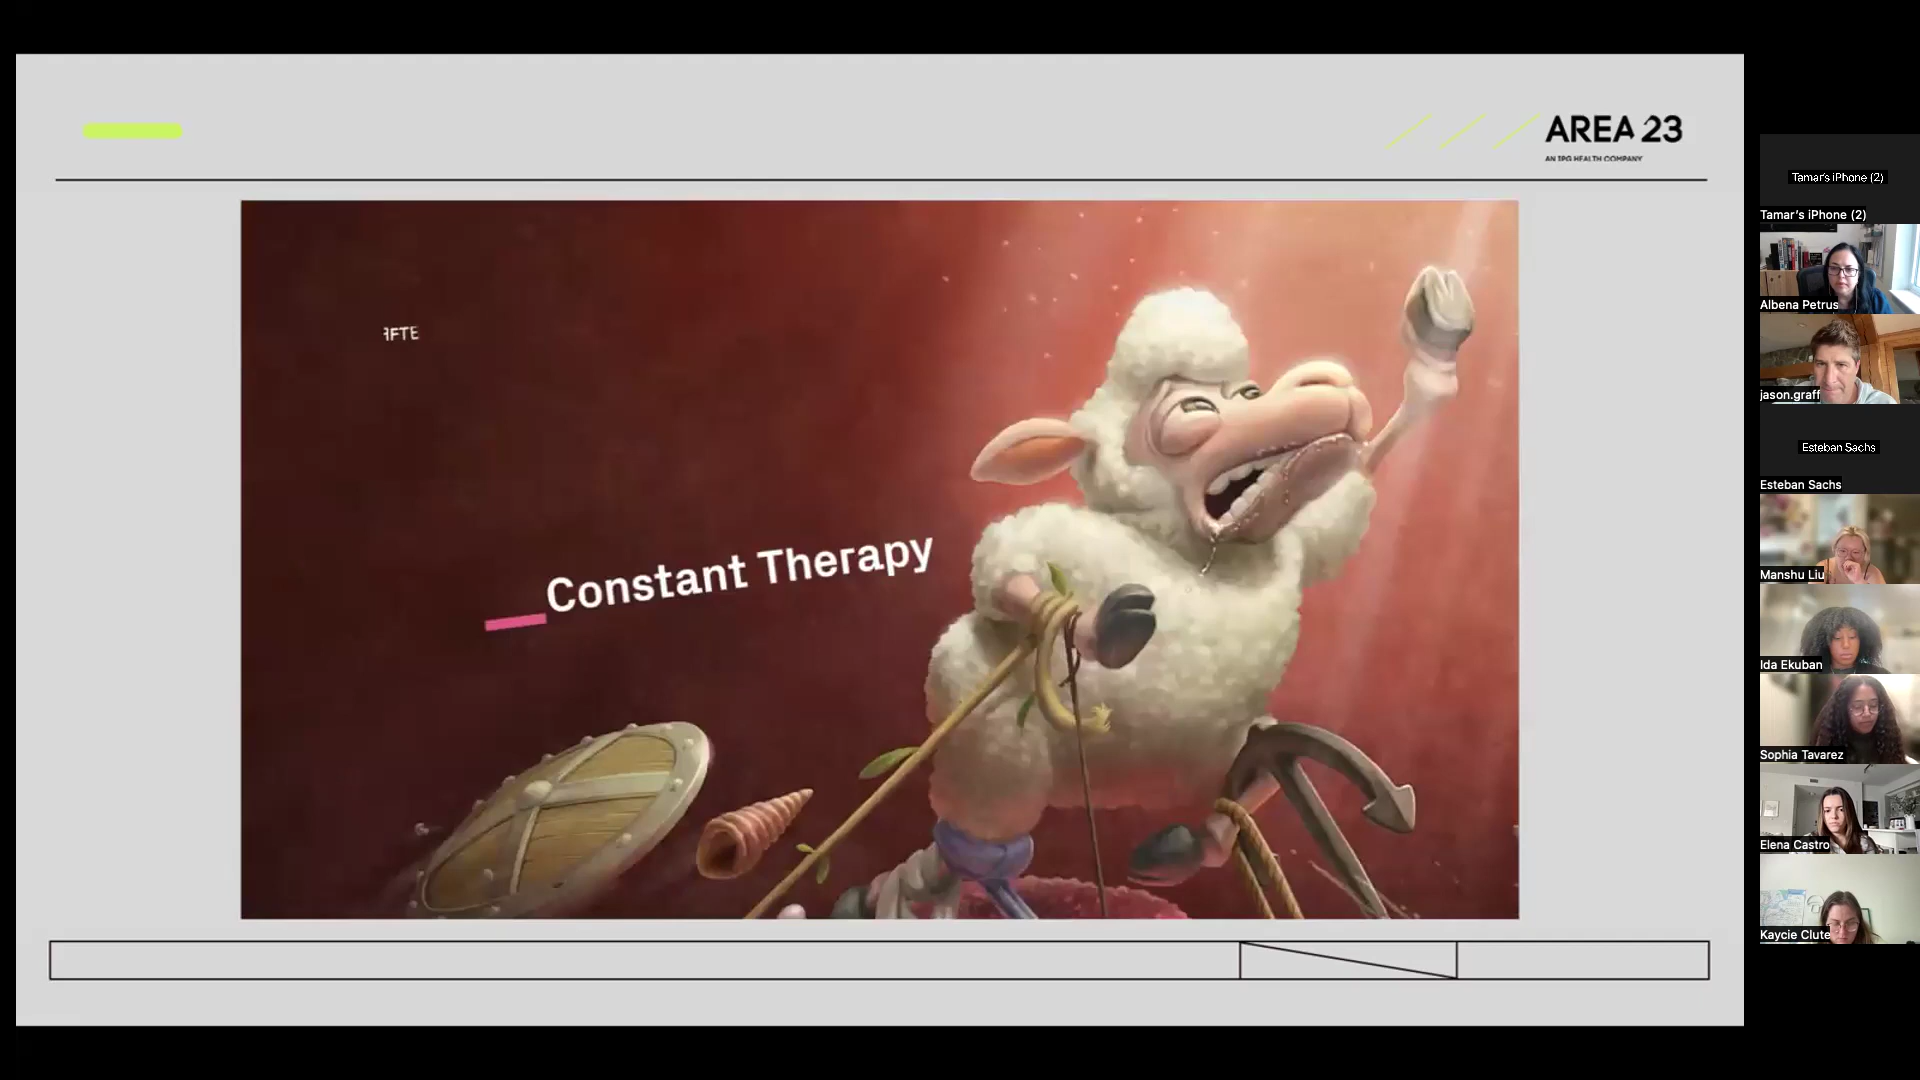 AREA 23
AN IPG HEALTH COMPANY
Constant Therapy
Tamar's iPhone (2)
Tamar's iPhone (2)
Albena Petrus
jason.graff
Esteban Sachs
Esteban Sachs
Manshu Liu
Ida Ekuban
Sophia Tavarez
Elena Castro
Kaycie Clute